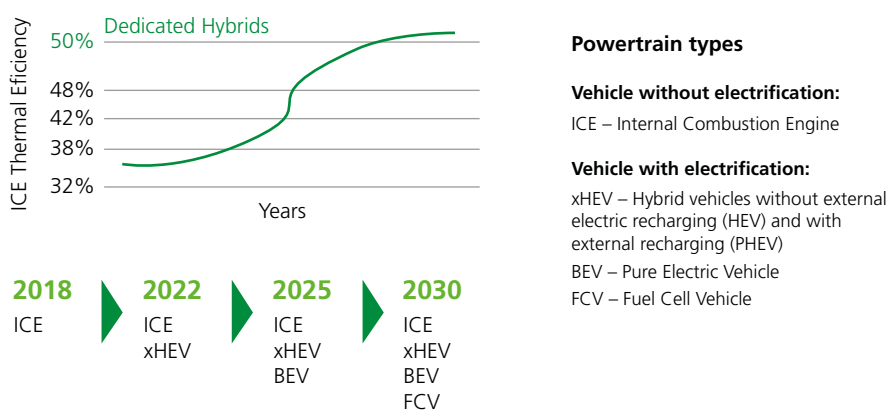 Dedicated Hybrids
50%
48%
42%
38%
32%
ICE Thermal Eficiency
Years
Powertrain types
Vehicle without electrification:
ICE – Internal Combustion Engine
Vehicle with electrification:
xHEV – Hybrid vehicles without external
electric recharging (HEV) and with
external recharging (PHEV)
BEV – Pure Electric Vehicle
FCV – Fuel Cell Vehicle
2018
ICE
2022
ICE
xHEV
2025
ICE
xHEV
BEV
2030
ICE
xHEV
BEV
FCV